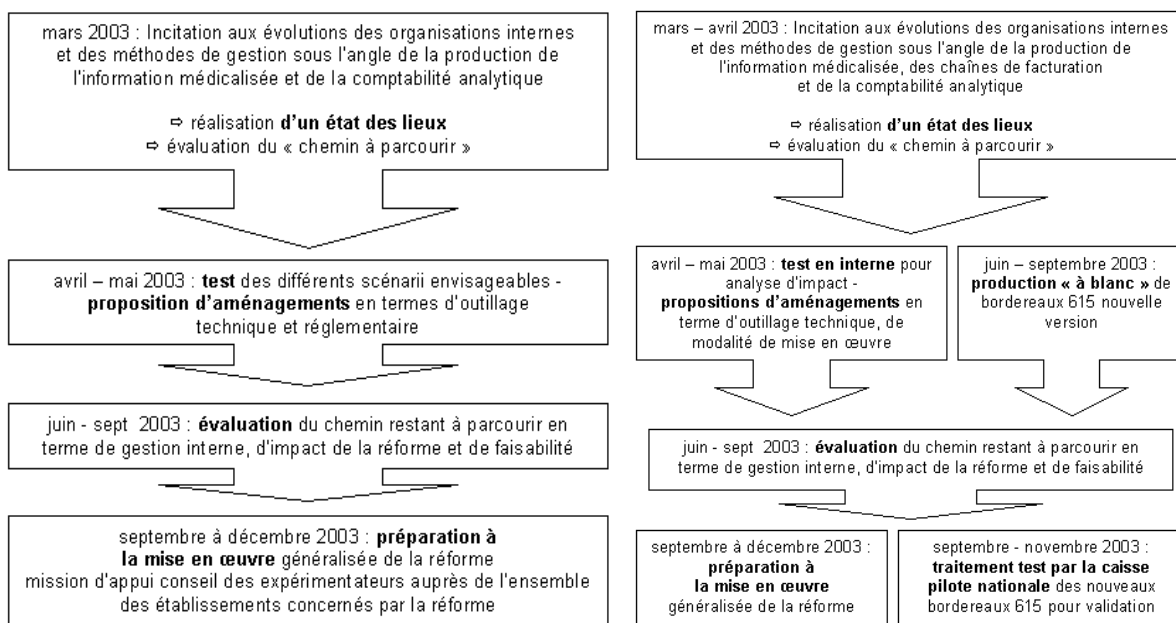 mars 2003 : Incitation aux évolutions des organisations internes
et des méthodes de gestion sous l'angle de la production de
l'information médicalisée et de la comptabilité analytique
⇨ réalisation d'un état des lieux
⇨ évaluation du « chemin à parcourir »
avril – mai 2003 : test des différents scénarii envisageables -
proposition d'aménagements en termes d'outillage
technique et réglementaire
juin - sept 2003 : évaluation du chemin restant à parcourir en
terme de gestion interne, d'impact de la réforme et de faisabilité
septembre à décembre 2003 : préparation à
la mise en œuvre généralisée de la réforme
mission d'appui conseil des expérimentateurs auprès de l'ensemble
des établissements concernés par la réforme
mars – avril 2003 : Incitation aux évolutions des organisations internes
et des méthodes de gestion sous l'angle de la production de
l'information médicalisée, des chaînes de facturation
et de la comptabilité analytique
⇨ réalisation d'un état des lieux
⇨ évaluation du « chemin à parcourir »
avril – mai 2003 : test en interne pour
analyse d'impact -
propositions d'aménagements en
terme d'outillage technique, de
modalité de mise en œuvre
juin – septembre 2003 :
production « à blanc » de
bordereaux 615 nouvelle
version
juin - sept 2003 : évaluation du chemin restant à parcourir en
terme de gestion interne, d'impact de la réforme et de faisabilité
septembre à décembre 2003 :
préparation à
la mise en œuvre
généralisée de la réforme
septembre - novembre 2003 :
traitement test par la caisse
pilote nationale des nouveaux
bordereaux 615 pour validation